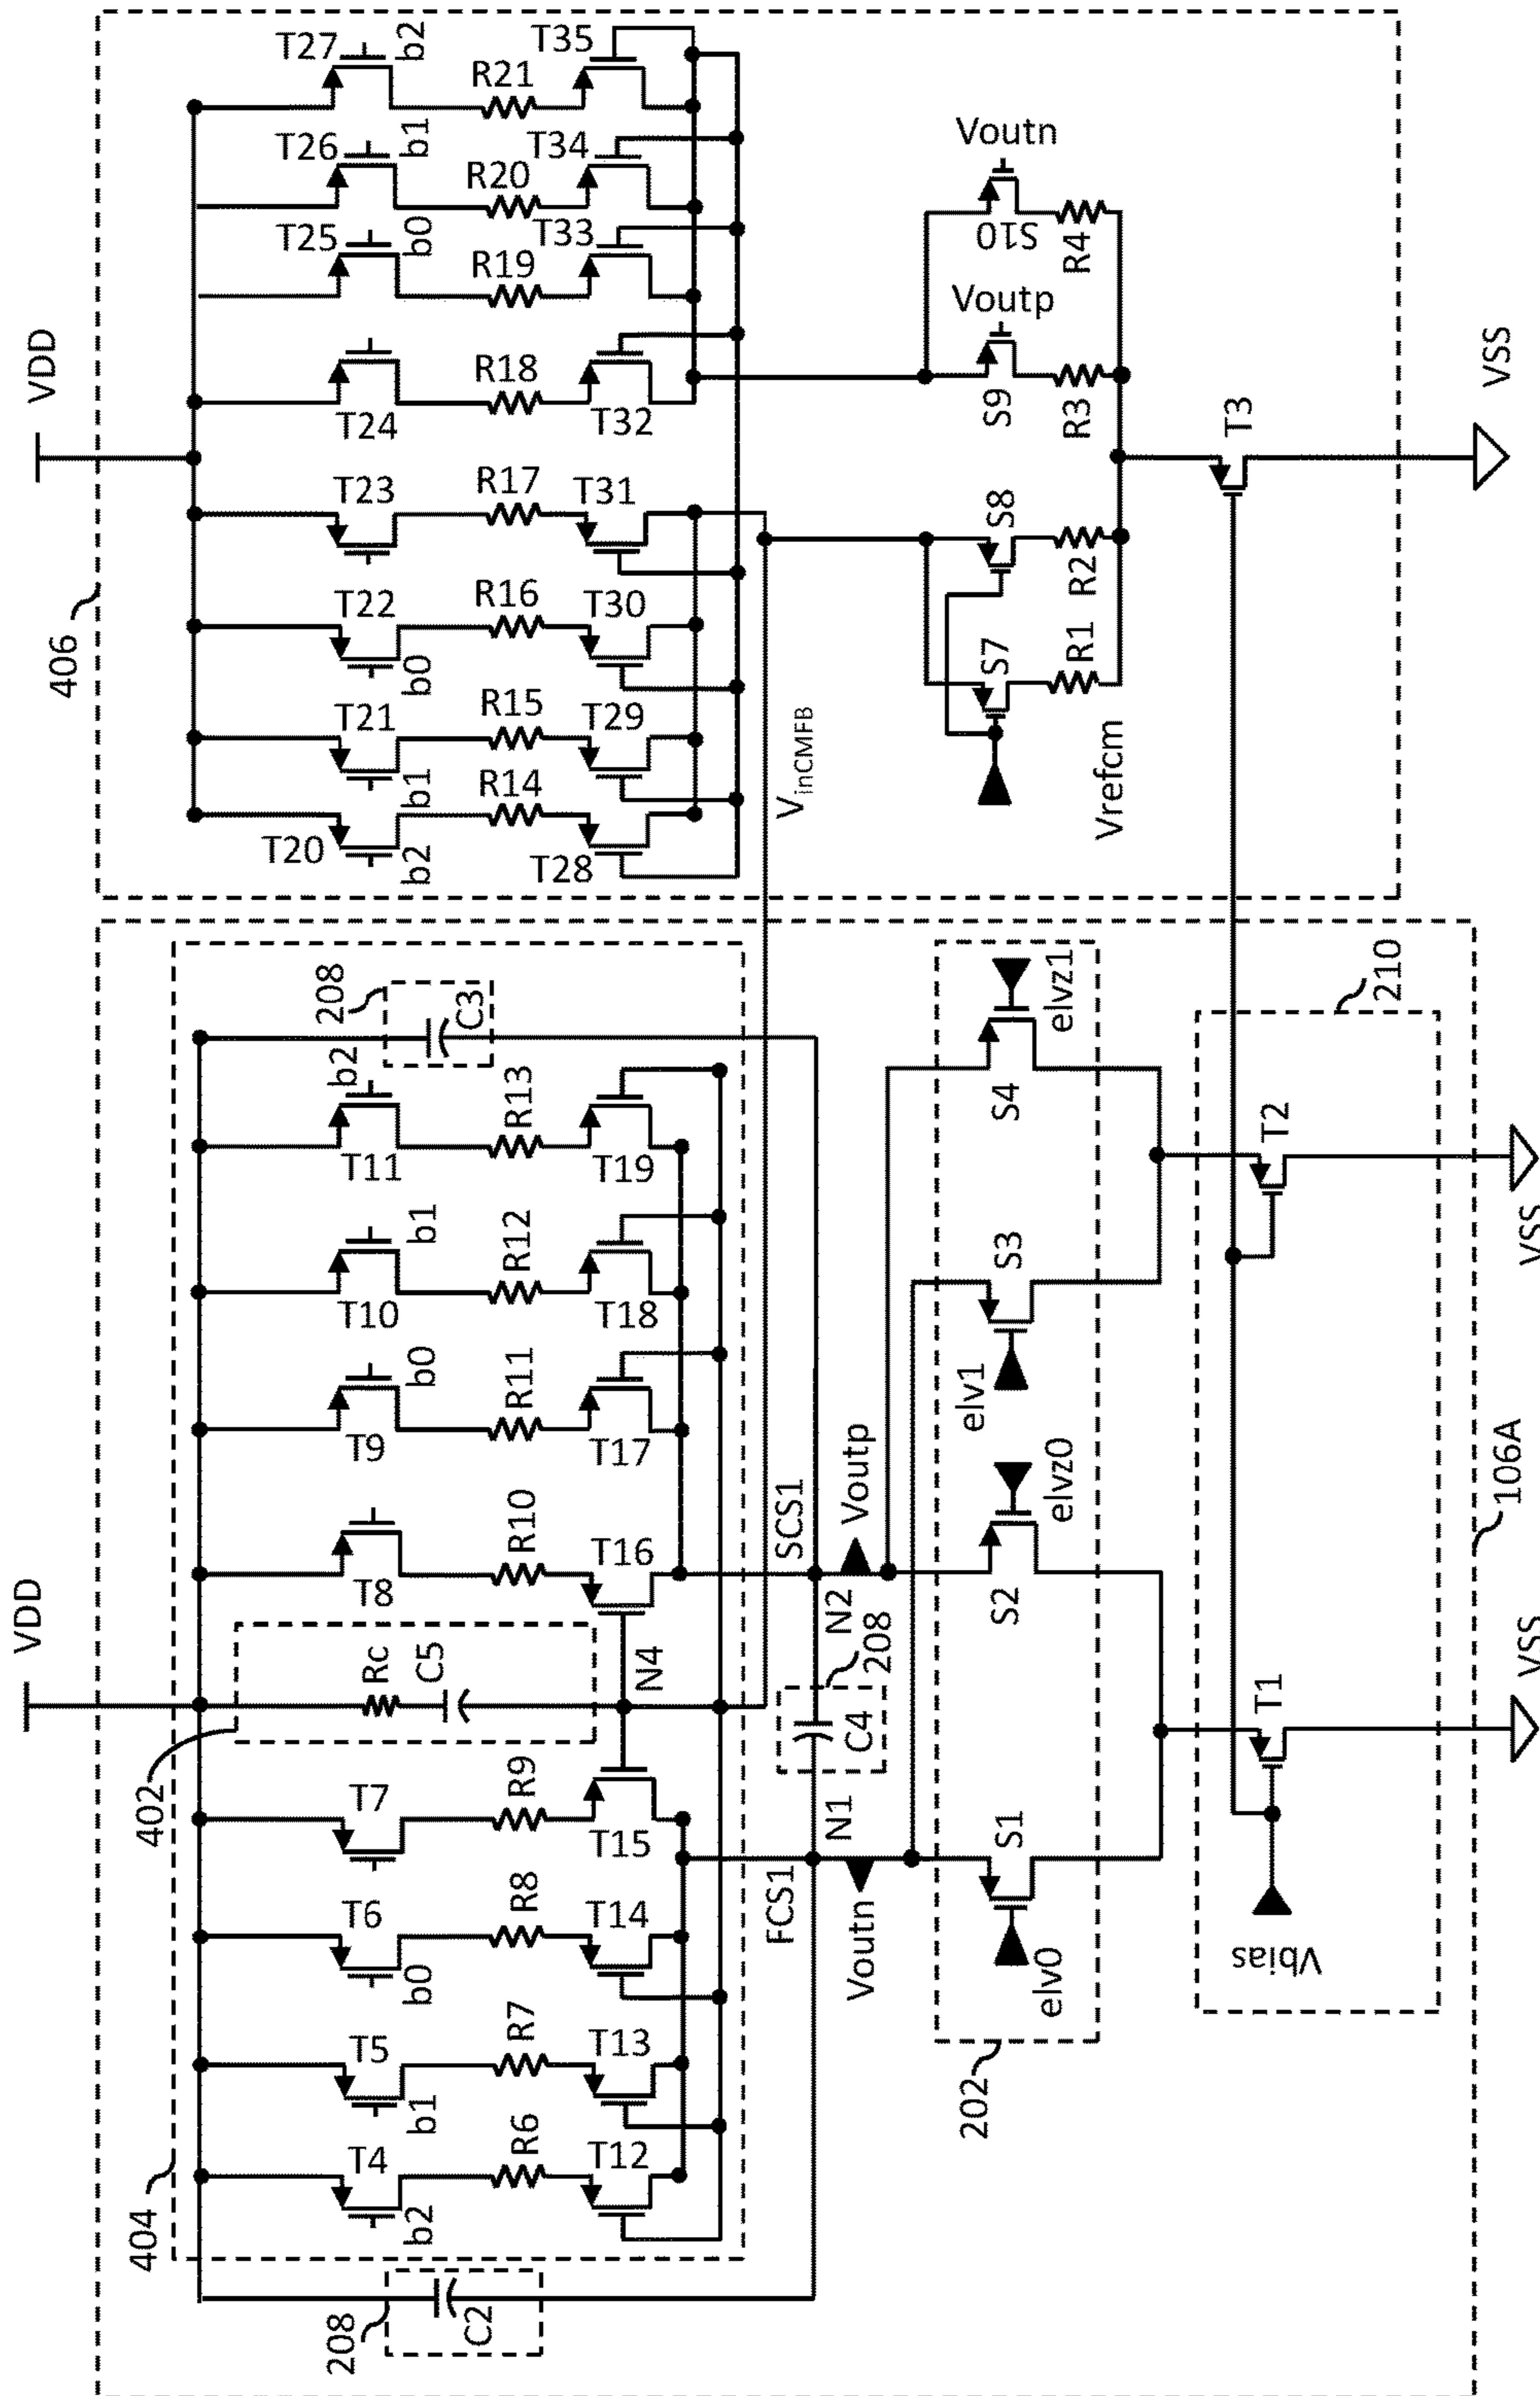 VDD
VDD
406
T20
b2
T21
b1
T22
b0
T23
T24
T25
b0
T26
b1
T27
b2
R14
R15
R16
R17
R18
R19
R20
R21
T28
T29
T30
T31
T32
T33
T34
T35
VinCMFB
Vrefcm
S7
S8
S9
Voutp
S10
Voutn
R1
R2
R3
R4
T3
VSS
404
402
208
208
208
T4
b2
T5
b1
T6
b0
T7
Rc
C5
T8
T9
b0
T10
b1
T11
b2
C2
C3
R6
R7
R8
R9
R10
R11
R12
R13
T12
T13
T14
T15
N4
T16
T17
T18
T19
FCS1
N1
C4
N2
SCS1
Voutn
Voutp
202
elv0
S1
S2
elvz0
elv1
S3
S4
elvz1
Vbias
T1
T2
210
VSS
VSS
106A